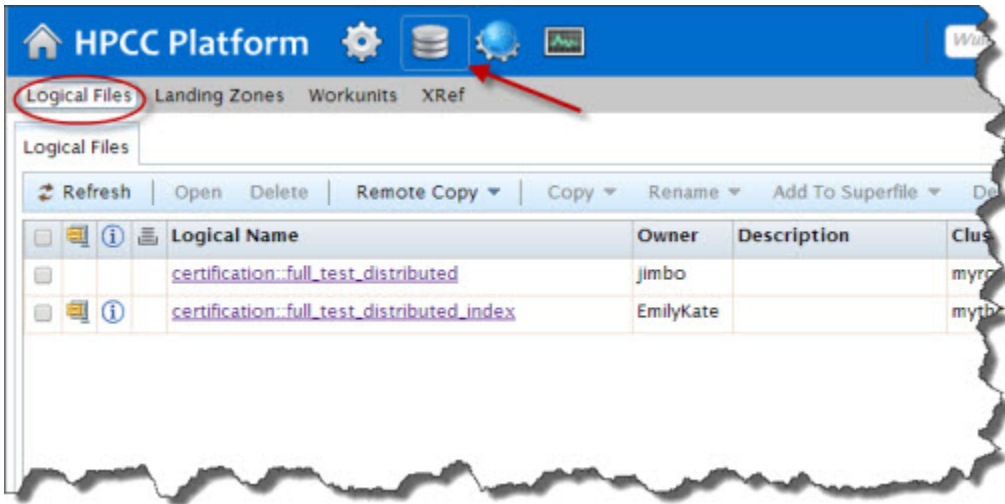 HPCC Platform
Logical Files Landing Zones Workunits XRef
Logical Files
Refresh Open Delete Remote Copy Copy Rename Add To Superfile
Logical Name Owner Description
certification::full_test_distributed jimbo
certification::full_test_distributed_index EmilyKate